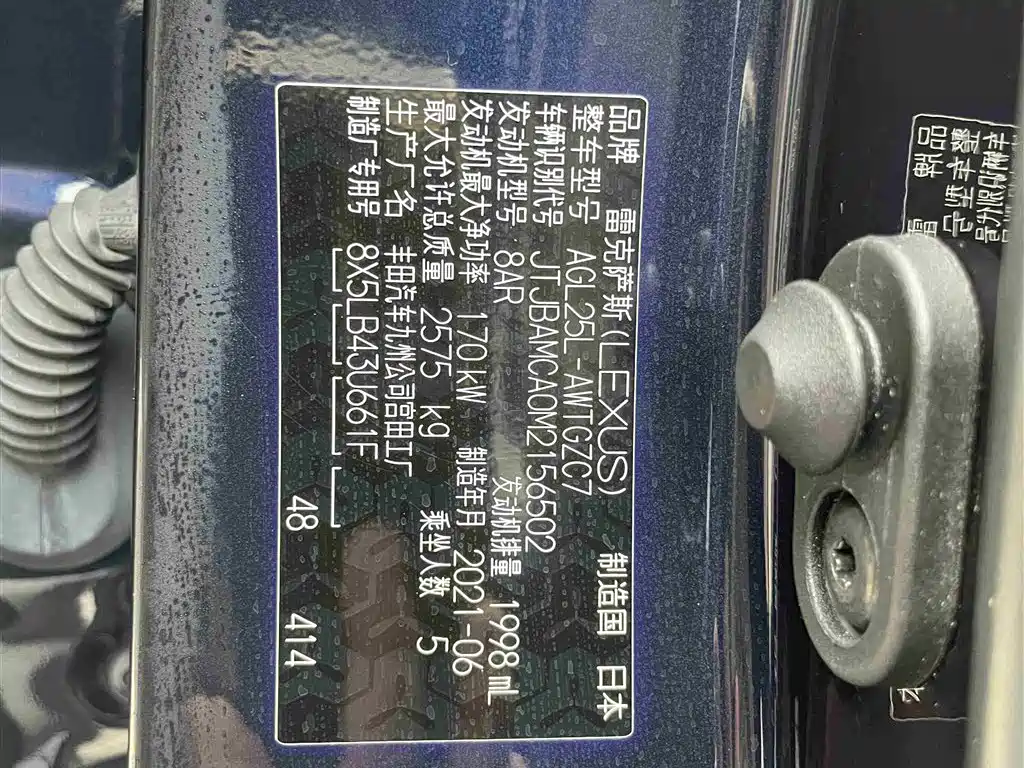 品牌 雷克萨斯(LEXUS) 制造国 日本
整车型号 AGL25L-AWTGZC7
车辆识别代号 JTJBAMCA0M2156502
发动机型号 8AR 发动机排量 1998 ml
发动机最大净功率 170kW 制造年月 2021-06
最大允许总质量 2575 kg 乘坐人数 5
生产厂名 丰田汽车九州公司宫田工厂
制造厂专用号 8X5LB43U661F
48 414